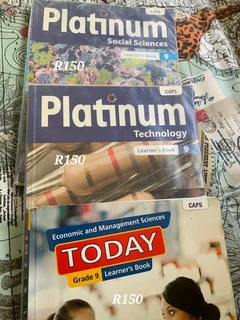 CAPS
Platinum
Social Sciences
Learner's Book 9
R150
CAPS
Platinum
Technology
Learner's Book 9
R150
CAPS
Economic and Management Sciences
TODAY
Grade 9 Learner's Book
R150